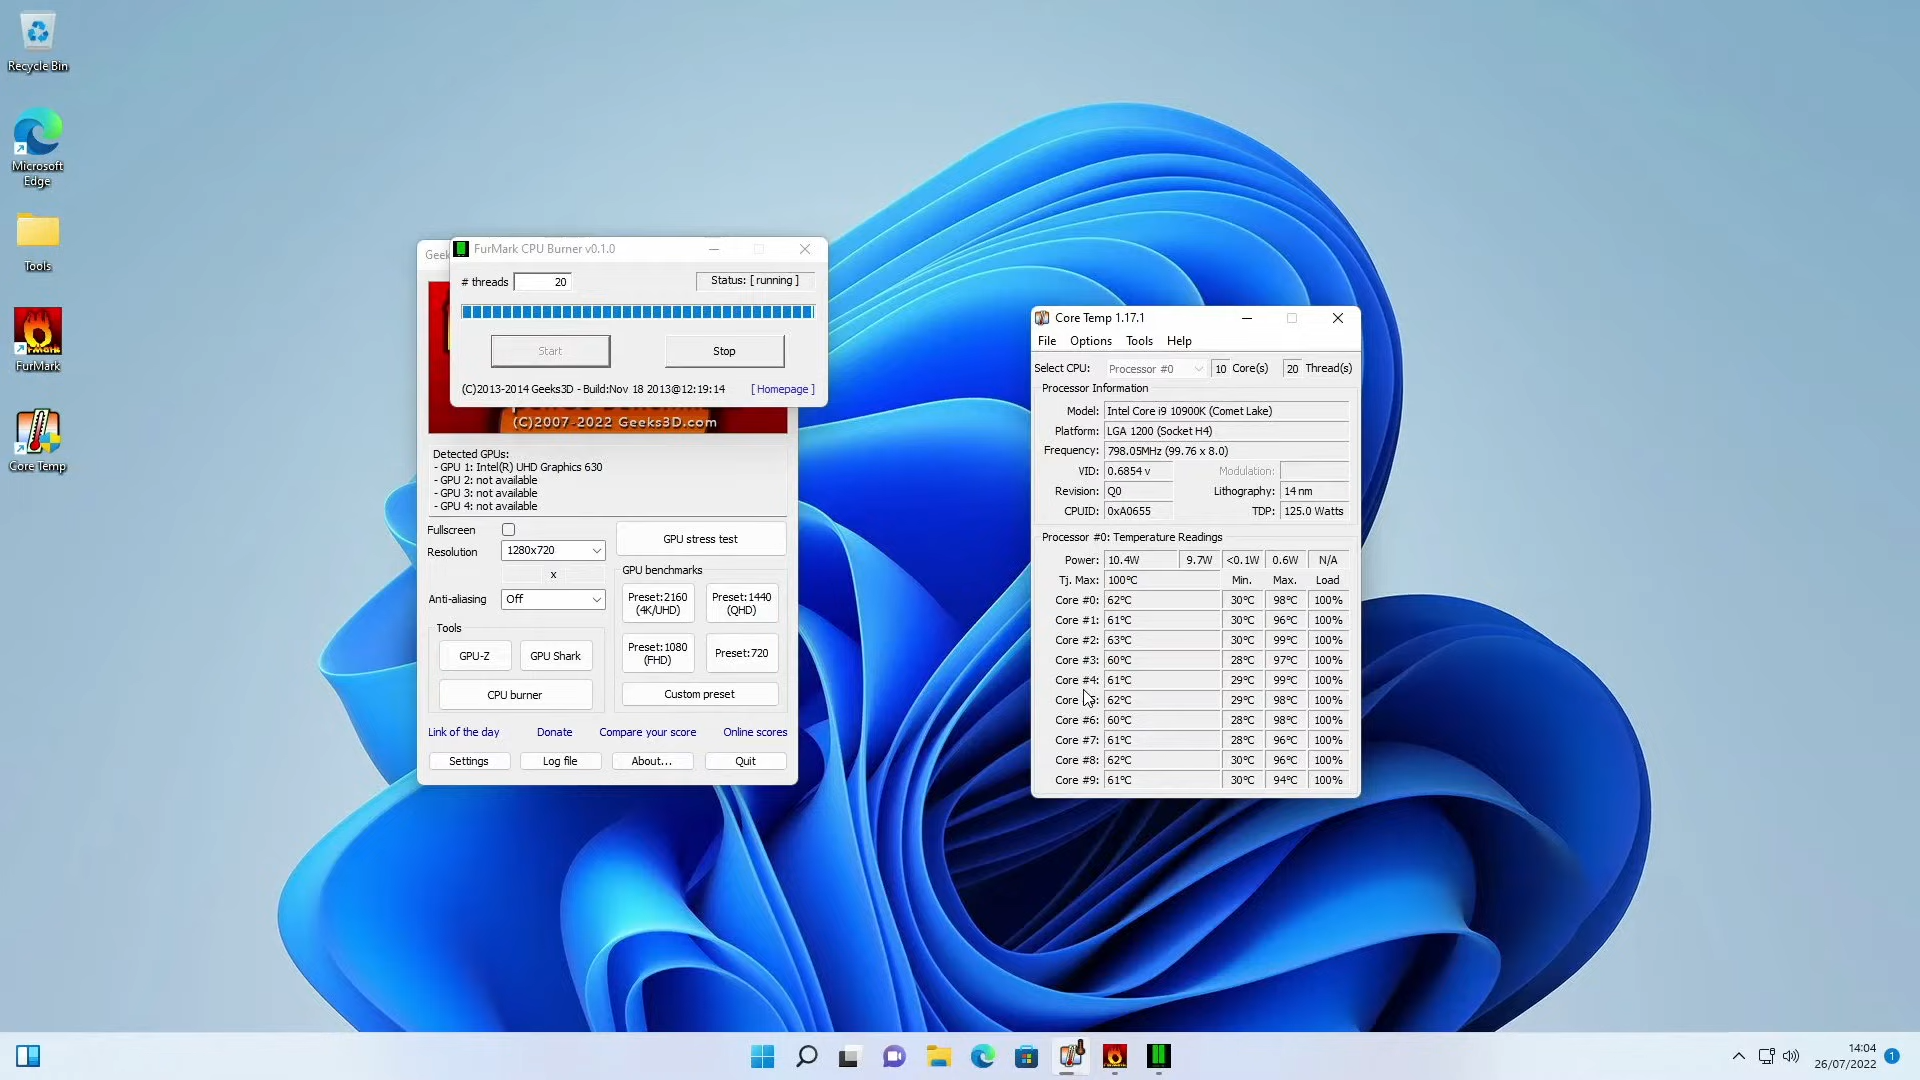 Recycle Bin
Microsoft
Edge
Tools
FurMark
Core Temp
Geek
FurMark CPU Burner v0.1.0
# threads 20 Status: [ running ]
Start Stop
(C)2013-2014 Geeks3D - Build:Nov 18 2013@12:19:14 [ Homepage ]
(C)2007-2022 Geeks3D.com
Detected GPUs:
- GPU 1: Intel(R) UHD Graphics 630
- GPU 2: not available
- GPU 3: not available
- GPU 4: not available
Fullscreen
Resolution 1280x720
x
Anti-aliasing Off
GPU stress test
GPU benchmarks
Preset:2160
(4K/UHD)
Preset:1440
(QHD)
Preset:1080
(FHD)
Preset:720
Custom preset
Tools
GPU-Z GPU Shark
CPU burner
Link of the day Donate Compare your score Online scores
Settings Log file About... Quit
Core Temp 1.17.1
File Options Tools Help
Select CPU: Processor #0 10 Core(s) 20 Thread(s)
Processor Information
Model: Intel Core i9 10900K (Comet Lake)
Platform: LGA 1200 (Socket H4)
Frequency: 798.05MHz (99.76 x 8.0)
VID: 0.6854 v Modulation:
Revision: Q0 Lithography: 14 nm
CPUID: 0xA0655 TDP: 125.0 Watts
Processor #0: Temperature Readings
Power: 10.4W 9.7W <0.1W 0.6W N/A
Tj. Max: 100°C Min. Max. Load
Core #0: 62°C 30°C 98°C 100%
Core #1: 61°C 30°C 96°C 100%
Core #2: 63°C 30°C 99°C 100%
Core #3: 60°C 28°C 97°C 100%
Core #4: 61°C 29°C 99°C 100%
Core #5: 62°C 29°C 98°C 100%
Core #6: 60°C 28°C 98°C 100%
Core #7: 61°C 28°C 96°C 100%
Core #8: 62°C 30°C 96°C 100%
Core #9: 61°C 30°C 94°C 100%
14:04
26/07/2022
1